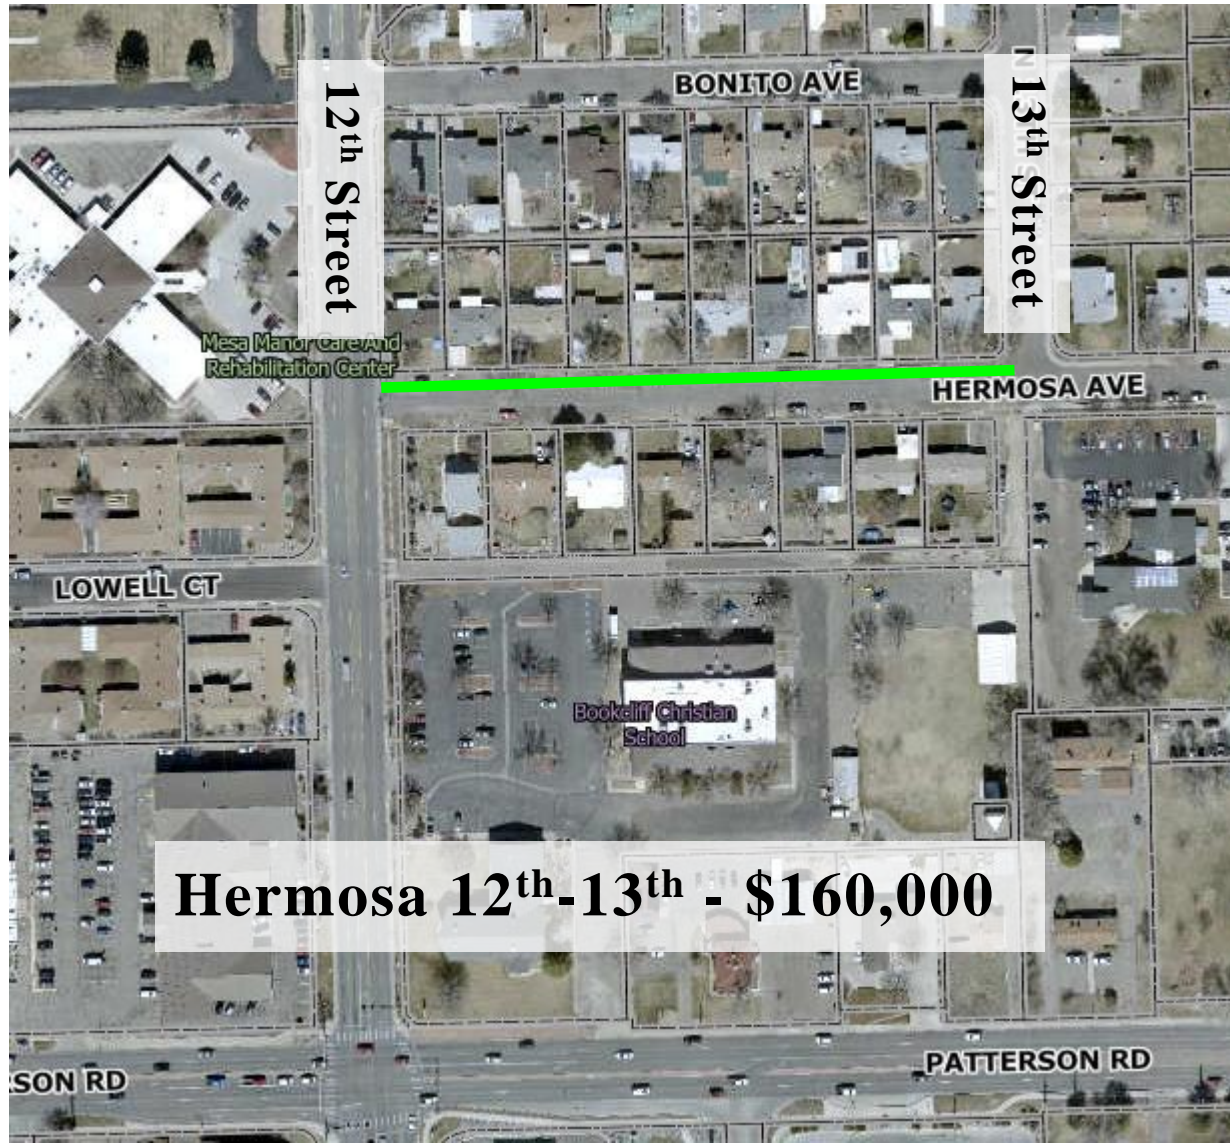 BONITO AVE
12th Street
N
13th Street
Mesa Manor Care And
Rehabilitation Center
HERMOSA AVE
LOWELL CT
Bookcliff Christian
School
Hermosa 12th-13th - $160,000
PATTERSON RD
SON RD